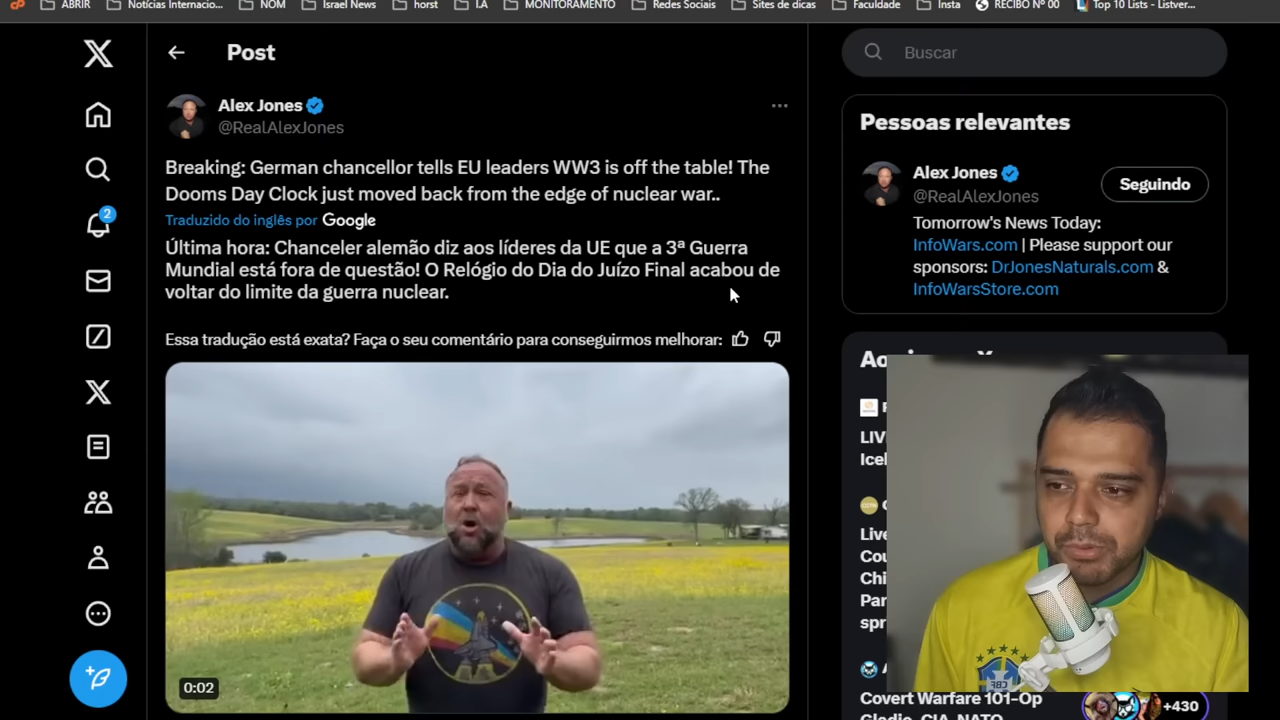 ABRIR
Notícias Internacio...
NOM
Israel News
horst
I.A
MONITORAMENTO
Redes Sociais
Sites de dicas
Faculdade
Insta
RECIBO Nº 00
Top 10 Lists - Listver...
Post
Buscar
Alex Jones
@RealAlexJones
Breaking: German chancellor tells EU leaders WW3 is off the table! The
Dooms Day Clock just moved back from the edge of nuclear war..
Traduzido do inglês por Google
Última hora: Chanceler alemão diz aos líderes da UE que a 3ª Guerra
Mundial está fora de questão! O Relógio do Dia do Juízo Final acabou de
voltar do limite da guerra nuclear.
Essa tradução está exata? Faça o seu comentário para conseguirmos melhorar:
0:02
2
Pessoas relevantes
Alex Jones
@RealAlexJones
Seguindo
Tomorrow's News Today:
InfoWars.com | Please support our
sponsors: DrJonesNaturals.com &
InfoWarsStore.com
LIV
Icel
Live
Cou
Chi
Par
spr
Covert Warfare 101-Op
Gladio, CIA, NATO
+430
CBF